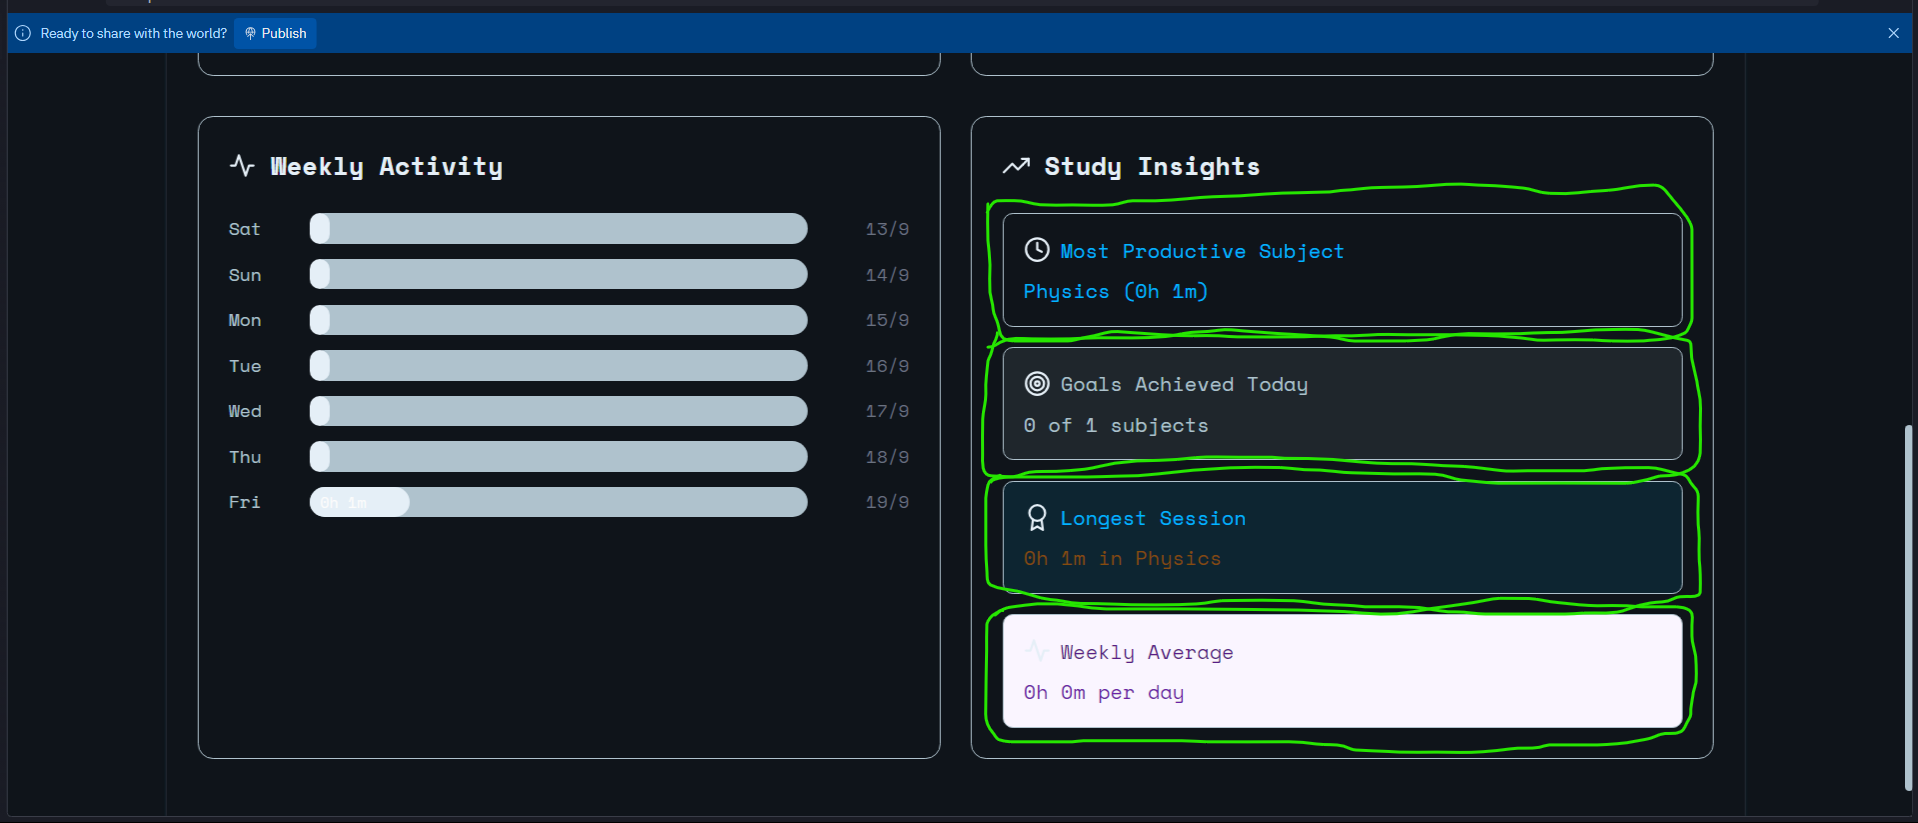 Ready to share with the world? Publish
Weekly Activity
Sat 13/9
Sun 14/9
Mon 15/9
Tue 16/9
Wed 17/9
Thu 18/9
Fri 0h 1m 19/9
Study Insights
Most Productive Subject
Physics (0h 1m)
Goals Achieved Today
0 of 1 subjects
Longest Session
0h 1m in Physics
Weekly Average
0h 0m per day